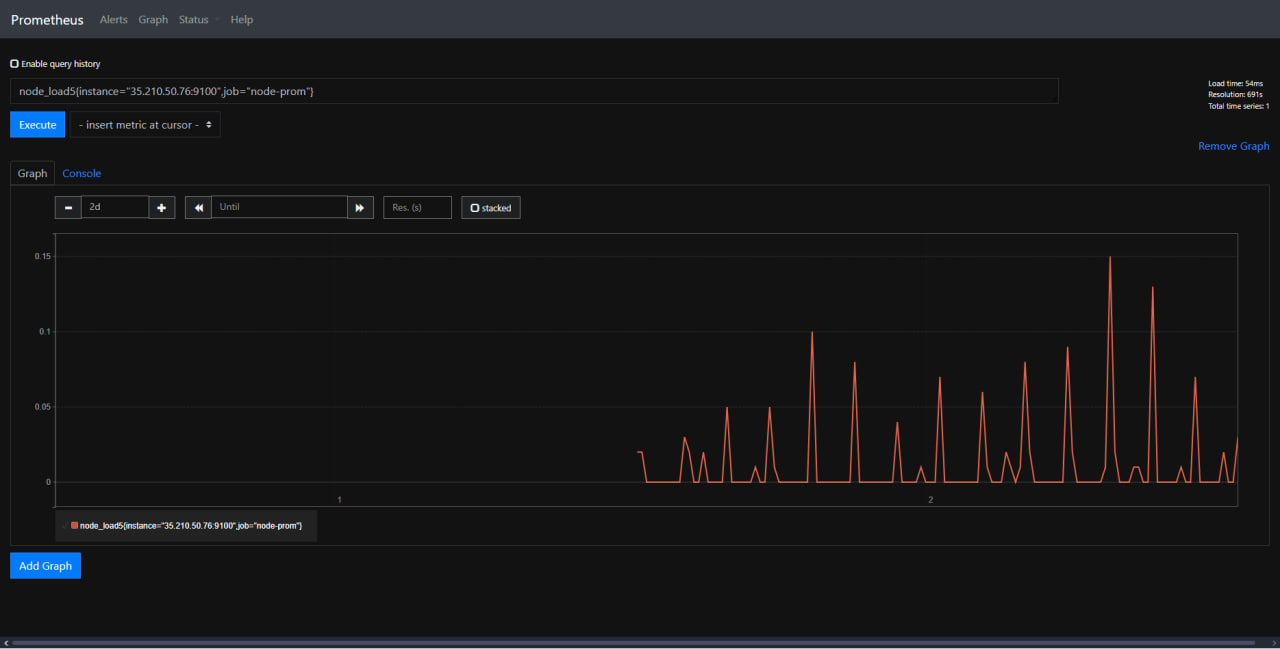 Prometheus Alerts Graph Status Help
Enable query history
node_load5{instance="35.210.50.76:9100",job="node-prom"}
Load time: 54ms
Resolution: 691s
Total time series: 1
Execute - insert metric at cursor -
Remove Graph
Graph Console
2d Until Res. (s) stacked
0.15
0.1
0.05
0
1 2
node_load5{instance="35.210.50.76:9100",job="node-prom"}
Add Graph